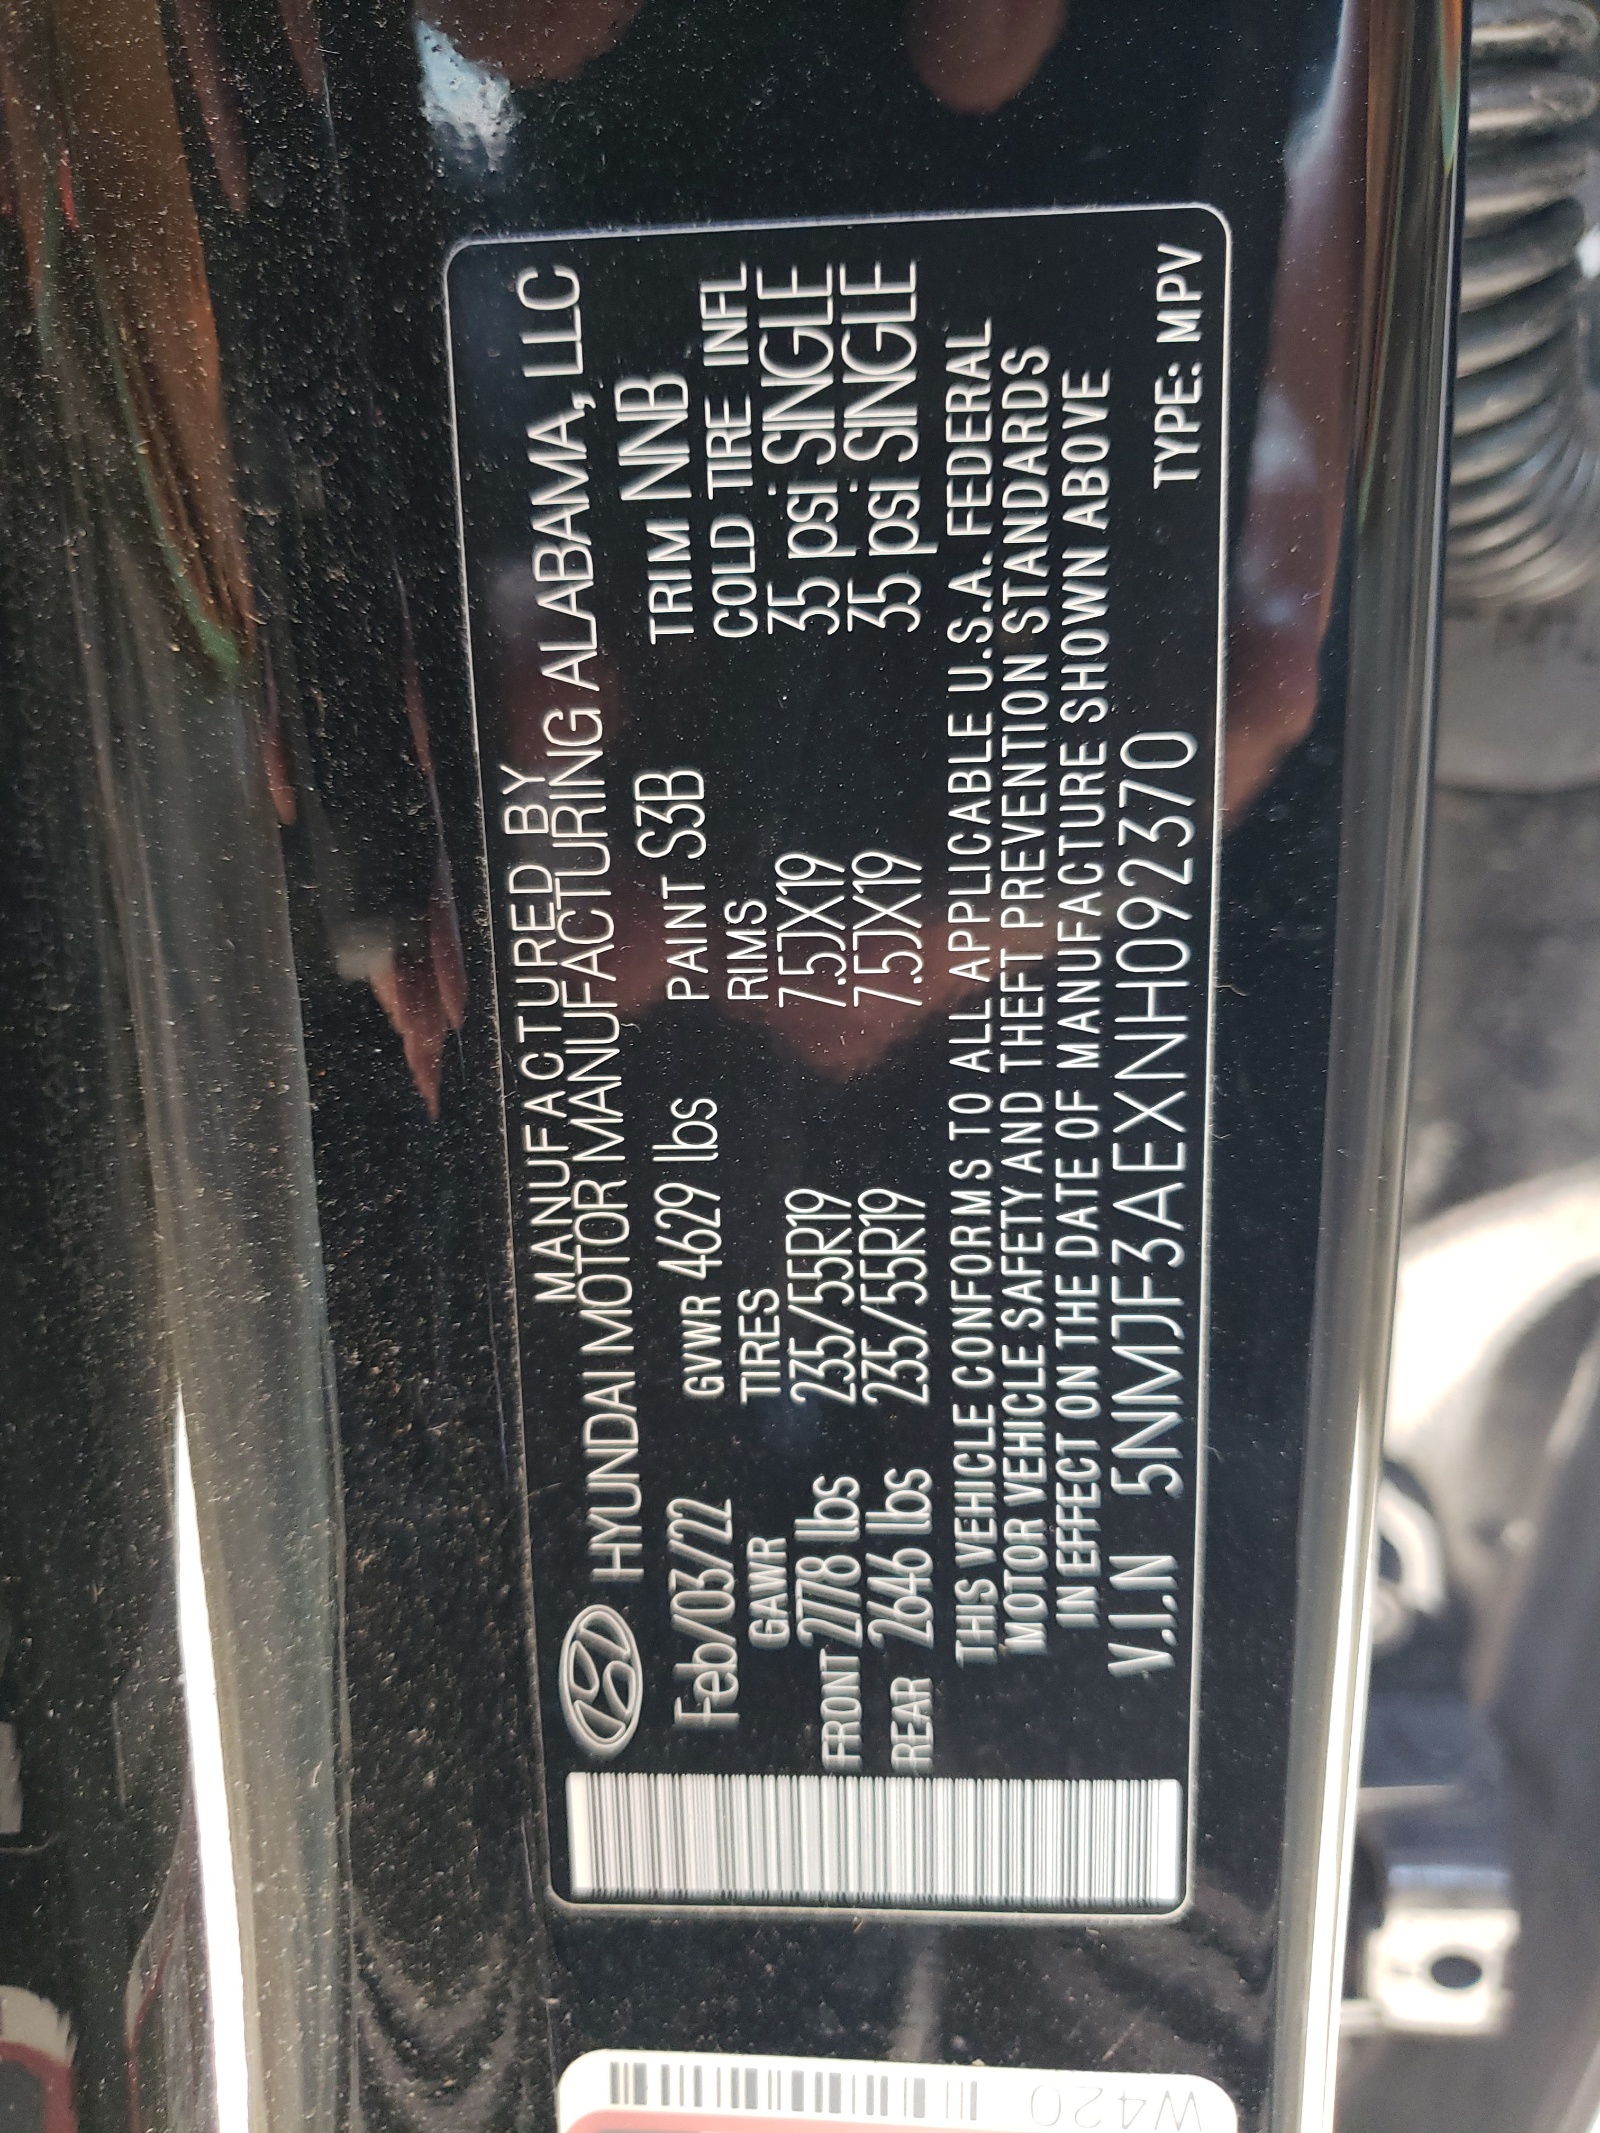 MANUFACTURED BY
HYUNDAI MOTOR MANUFACTURING ALABAMA, LLC
Feb/03/22 GVWR 4629 lbs PAINT S3B TRIM NNB
GAWR TIRES RIMS COLD TIRE INFL
FRONT 2778 lbs 235/55R19 7.5JX19 35 psi SINGLE
REAR 2646 lbs 235/55R19 7.5JX19 35 psi SINGLE
THIS VEHICLE CONFORMS TO ALL APPLICABLE U.S.A. FEDERAL
MOTOR VEHICLE SAFETY AND THEFT PREVENTION STANDARDS
IN EFFECT ON THE DATE OF MANUFACTURE SHOWN ABOVE
V.I.N 5NMJF3AEXNH092370 TYPE: MPV
W420